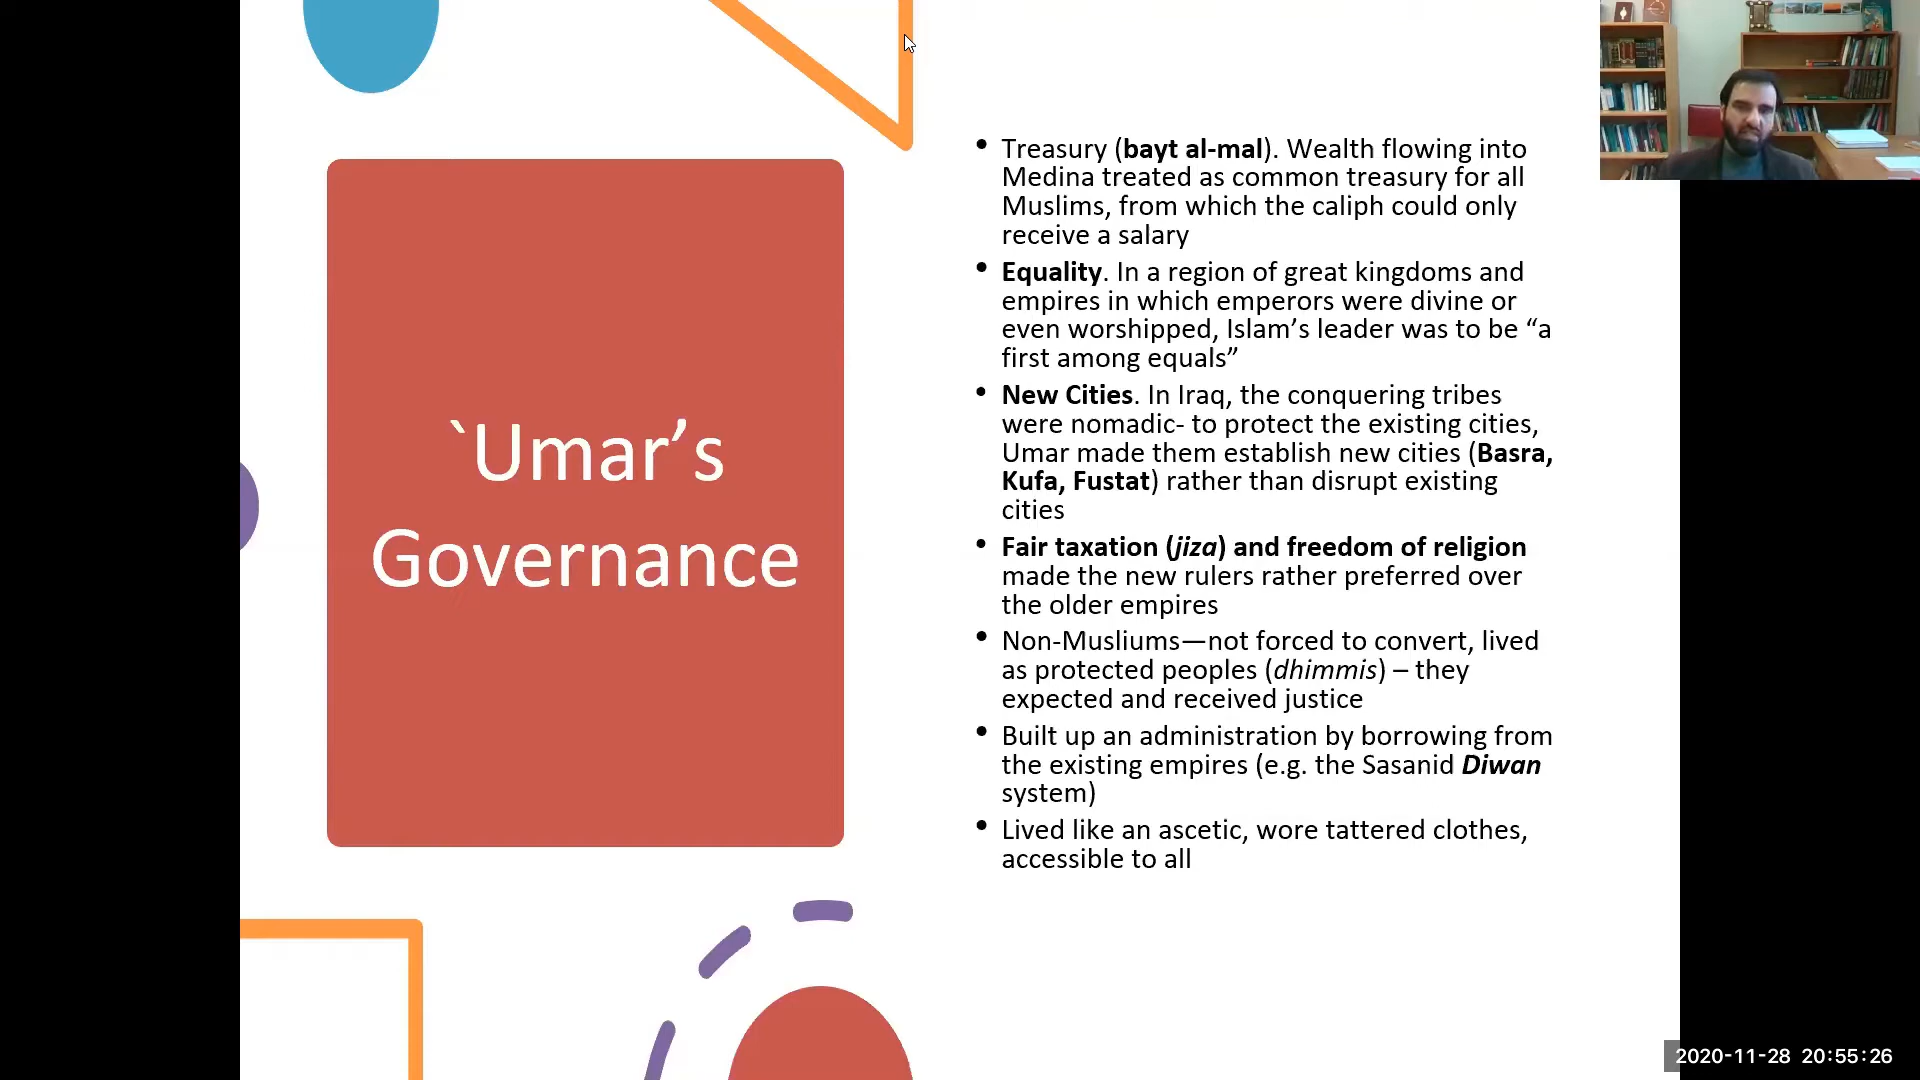 `Umar’s
Governance
• Treasury (bayt al-mal). Wealth flowing into
Medina treated as common treasury for all
Muslims, from which the caliph could only
receive a salary
• Equality. In a region of great kingdoms and
empires in which emperors were divine or
even worshipped, Islam’s leader was to be “a
first among equals”
• New Cities. In Iraq, the conquering tribes
were nomadic- to protect the existing cities,
Umar made them establish new cities (Basra,
Kufa, Fustat) rather than disrupt existing
cities
• Fair taxation (jiza) and freedom of religion
made the new rulers rather preferred over
the older empires
• Non-Musliums—not forced to convert, lived
as protected peoples (dhimmis) – they
expected and received justice
• Built up an administration by borrowing from
the existing empires (e.g. the Sasanid Diwan
system)
• Lived like an ascetic, wore tattered clothes,
accessible to all
2020-11-28 20:55:26